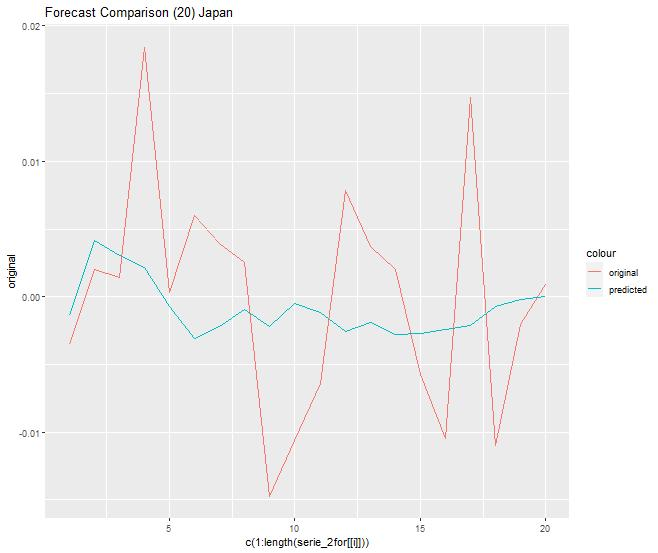 Forecast Comparison (20) Japan
0.02
0.01
0.00
-0.01
original
5
10
15
20
c(1:length(serie_2for[[i]]))
colour
original
predicted